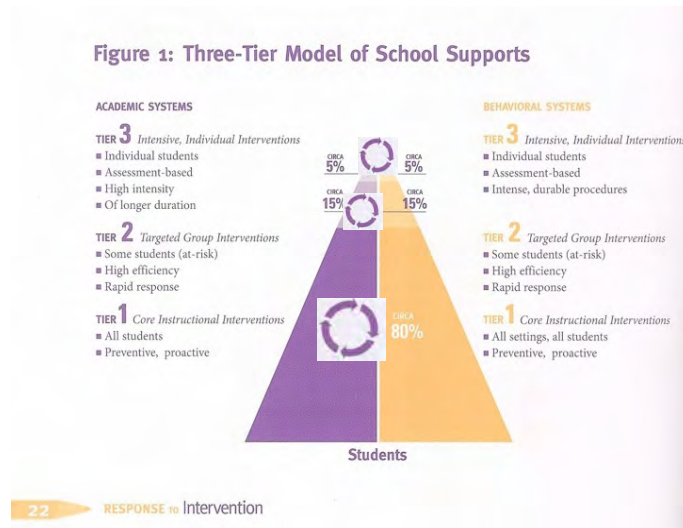 Figure 1: Three-Tier Model of School Supports
ACADEMIC SYSTEMS
TIER 3 Intensive, Individual Interventions
■ Individual students
■ Assessment-based
■ High intensity
■ Of longer duration
TIER 2 Targeted Group Interventions
■ Some students (at-risk)
■ High efficiency
■ Rapid response
TIER 1 Core Instructional Interventions
■ All students
■ Preventive, proactive
CIRCA
5%
CIRCA
5%
CIRCA
15%
CIRCA
15%
CIRCA
80%
Students
BEHAVIORAL SYSTEMS
TIER 3 Intensive, Individual Interventions
■ Individual students
■ Assessment-based
■ Intense, durable procedures
TIER 2 Targeted Group Interventions
■ Some students (at-risk)
■ High efficiency
■ Rapid response
TIER 1 Core Instructional Interventions
■ All settings, all students
■ Preventive, proactive
22 RESPONSE TO Intervention